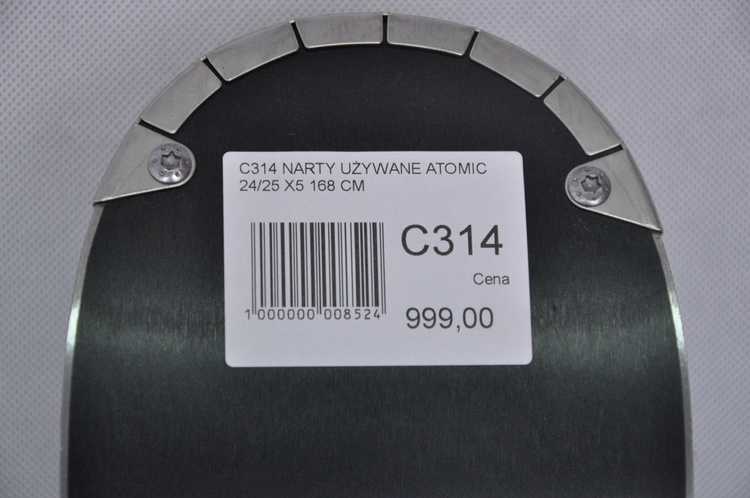 C314 NARTY UŻYWANE ATOMIC
24/25 X5 168 CM
C314
Cena
1 000000 008524
999,00